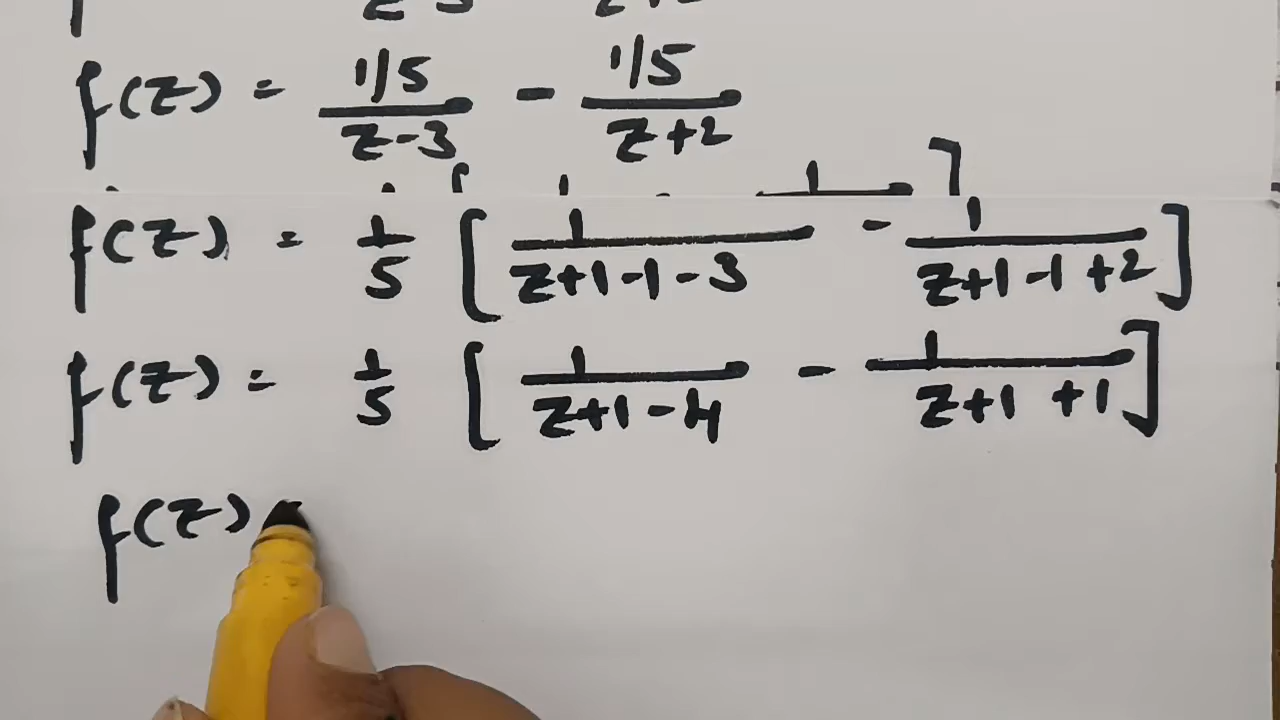 f(z) = 1/5 / z-3 - 1/5 / z+2
f(z) = 1/5 [ 1 / z+1-1-3 - 1 / z+1-1+2 ]
f(z) = 1/5 [ 1 / z+1-4 - 1 / z+1 +1 ]
f(z)